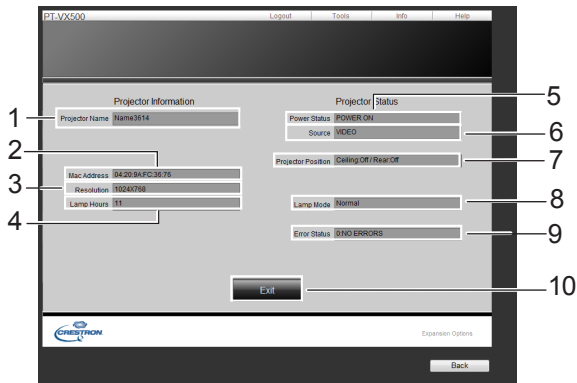 PT-VX500 Logout Tools Info Help
Projector Information
Projector Status
5
1
Projector Name Name3614
Power Status POWER ON
Source VIDEO
6
2
Projector Position Ceiling:Off / Rear:Off
7
Mac Address 04:20:9A:FC:36:76
3
Resolution 1024X768
Lamp Hours 11
Lamp Mode Normal
8
4
Error Status 0:NO ERRORS
9
Exit
10
CRESTRON
Expansion Options
Back